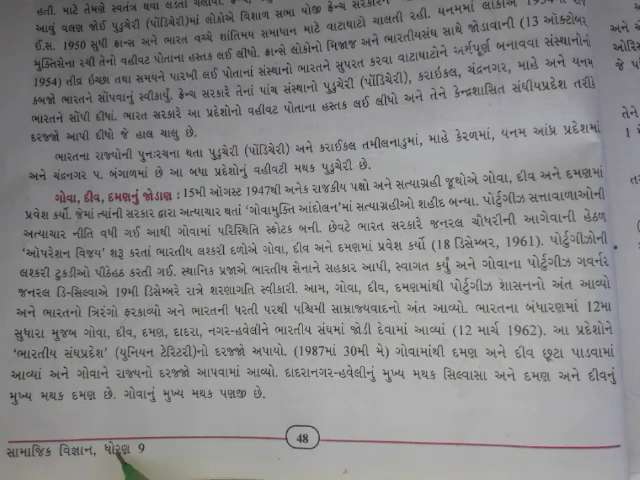 હતી. માટે તેમણે સ્વતંત્ર થવા લડતો ચલાવી.
આવું વલણ જોઈ પુડુચેરી (પોંડિચેરી)માં લોકોએ વિશાળ સભા યોજી ફ્રેન્ચ સરકારને
ઈ.સ. 1950 સુધી ફ્રાન્સ અને ભારત વચ્ચે શાંતિમય સમાધાન માટે વાટાઘાટો ચાલતી રહી. યનમમાં લોકોએ
મુક્તિસેના રચી તેનો વહીવટ પોતાના હસ્તક લઈ લીધો. ફ્રાન્સે લોકોનો મિજાજ અને ભારતીયસંઘ સાથે જોડાવાની (13 ઑક્ટોબર
1954) તીવ્ર ઇચ્છા તથા સમયને પારખી લઈ પોતાનાં સંસ્થાનો ભારતને સુપરત કરવા વાટાઘાટોને અર્થપૂર્ણ બનાવવા સંસ્થાનોનો
કબજો ભારતને સોંપવાનું સ્વીકાર્યું. ફ્રેન્ચ સરકારે તેનાં પાંચ સંસ્થાનો પુડુચેરી (પોંડિચેરી), કરાઈકલ, ચંદ્રનગર, માહે અને યનમ
ભારતને સોંપી દીધાં. ભારત સરકારે આ પ્રદેશોનો વહીવટ પોતાના હસ્તક લઈ લીધો અને તેને કેન્દ્રશાસિત સંઘીયપ્રદેશ તરીકે
દરજ્જો આપી દીધો જે હાલ ચાલુ છે.
ભારતના રાજ્યોની પુનઃરચના થતા પુડુચેરી (પોંડિચેરી) અને કરાઈકલ તમીલનાડુમાં, માહે કેરળમાં, યનમ આંધ્ર પ્રદેશમાં
અને ચંદ્રનગર પ. બંગાળમાં છે આ બધા પ્રદેશોનું વહીવટી મથક પુડુચેરી છે.
ગોવા, દીવ, દમણનું જોડાણ : 15મી ઑગસ્ટ 1947થી અનેક રાજકીય પક્ષો અને સત્યાગ્રહી જૂથોએ ગોવા, દીવ અને દમણમાં
પ્રવેશ કર્યો. જેમાં ત્યાંની સરકાર દ્વારા અત્યાચાર થતાં 'ગોવામુક્તિ આંદોલન'માં સત્યાગ્રહીઓ શહીદ બન્યા. પોર્ટુગીઝ સત્તાવાળાઓની
અત્યાચાર નીતિ વધી ગઈ આથી ગોવામાં પરિસ્થિતિ સ્ફોટક બની. છેવટે ભારત સરકારે જનરલ ચૌધરીની આગેવાની હેઠળ
'ઑપરેશન વિજય' શરૂ કરતાં ભારતીય લશ્કરી દળોએ ગોવા, દીવ અને દમણમાં પ્રવેશ કર્યો (18 ડિસેમ્બર, 1961). પોર્ટુગીઝોની
લશ્કરી ટુકડીઓ પીછેહઠ કરતી ગઈ. સ્થાનિક પ્રજાએ ભારતીય સેનાને સહકાર આપી, સ્વાગત કર્યું અને ગોવાના પોર્ટુગીઝ ગવર્નર
જનરલ ડિ-સિલ્વાએ 19મી ડિસેમ્બરે રાત્રે શરણાગતિ સ્વીકારી. આમ, ગોવા, દીવ, દમણમાંથી પોર્ટુગીઝ શાસનનો અંત આવ્યો
અને ભારતનો ત્રિરંગો ફરકાવ્યો અને ભારતની ધરતી પરથી પશ્ચિમી સામ્રાજ્યવાદનો અંત આવ્યો. ભારતના બંધારણમાં 12મા
સુધારા મુજબ ગોવા, દીવ, દમણ, દાદરા, નગર-હવેલીને ભારતીય સંઘમાં જોડી દેવામાં આવ્યાં (12 માર્ચ 1962). આ પ્રદેશોને
'ભારતીય સંઘપ્રદેશ' (યુનિયન ટેરિટરી)નો દરજ્જો અપાયો. (1987માં 30મી મે) ગોવામાંથી દમણ અને દીવ છૂટા પાડવામાં
આવ્યાં અને ગોવાને રાજ્યનો દરજ્જો આપવામાં આવ્યો. દાદરાનગર-હવેલીનું મુખ્ય મથક સિલ્વાસા અને દમણ અને દીવનું
મુખ્ય મથક દમણ છે. ગોવાનું મુખ્ય મથક પણજી છે.
48
સામાજિક વિજ્ઞાન, ધોરણ 9